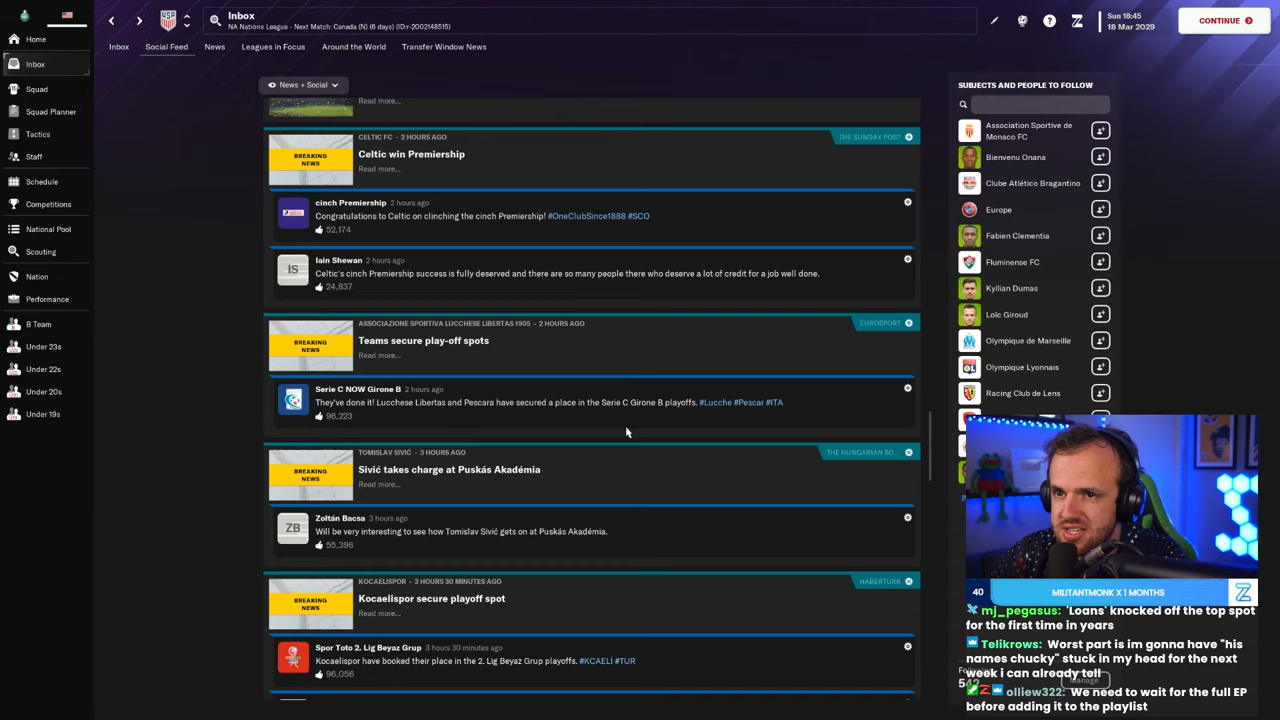 Inbox
NA Nations League - Next Match: Canada (N) (6 days) (ID:r-2002148515)
Sun 18:45
18 Mar 2029
CONTINUE
Inbox
Social Feed
News
Leagues in Focus
Around the World
Transfer Window News
Home
Inbox
Squad
Squad Planner
Tactics
Staff
Schedule
Competitions
National Pool
Scouting
Nation
Performance
B Team
Under 23s
Under 22s
Under 20s
Under 19s
News + Social
Read more...
CELTIC FC - 2 HOURS AGO
THE SUNDAY POST
BREAKING
NEWS
Celtic win Premiership
Read more...
cinch Premiership 2 hours ago
Congratulations to Celtic on clinching the cinch Premiership! #OneClubSince1888 #SCO
52,174
IS
Iain Shewan 2 hours ago
Celtic's cinch Premiership success is fully deserved and there are so many people there who deserve a lot of credit for a job well done.
24,837
ASSOCIAZIONE SPORTIVA LUCCHESE LIBERTAS 1905 - 2 HOURS AGO
EUROSPORT
BREAKING
NEWS
Teams secure play-off spots
Read more...
Serie C NOW Girone B 2 hours ago
They've done it! Lucchese Libertas and Pescara have secured a place in the Serie C Girone B playoffs. #Lucche #Pescar #ITA
96,223
TOMISLAV SIVIĆ - 3 HOURS AGO
THE HUNGARIAN SO...
BREAKING
NEWS
Sivić takes charge at Puskás Akadémia
Read more...
ZB
Zoltán Bacsa 3 hours ago
Will be very interesting to see how Tomislav Sivić gets on at Puskás Akadémia.
55,396
KOCAELISPOR - 3 HOURS 30 MINUTES AGO
HABERTURK
BREAKING
NEWS
Kocaelispor secure playoff spot
Read more...
Spor Toto 2. Lig Beyaz Grup 3 hours 30 minutes ago
Kocaelispor have booked their place in the 2. Lig Beyaz Grup playoffs. #KCAELİ #TUR
96,056
SUBJECTS AND PEOPLE TO FOLLOW
Association Sportive de
Monaco FC
Bienvenu Onana
Clube Atlético Bragantino
Europe
Fabien Clementia
Fluminense FC
Kyllian Dumas
Loïc Giroud
Olympique de Marseille
Olympique Lyonnais
Racing Club de Lens
40
MILITANTMONK X 1 MONTHS
mj_pegasus: 'Loans' knocked off the top spot
for the first time in years
Telikrows: Worst part is im gonna have "his
names chucky" stuck in my head for the next
week i can already tell
Manage
olliew322: We need to wait for the full EP
before adding it to the playlist